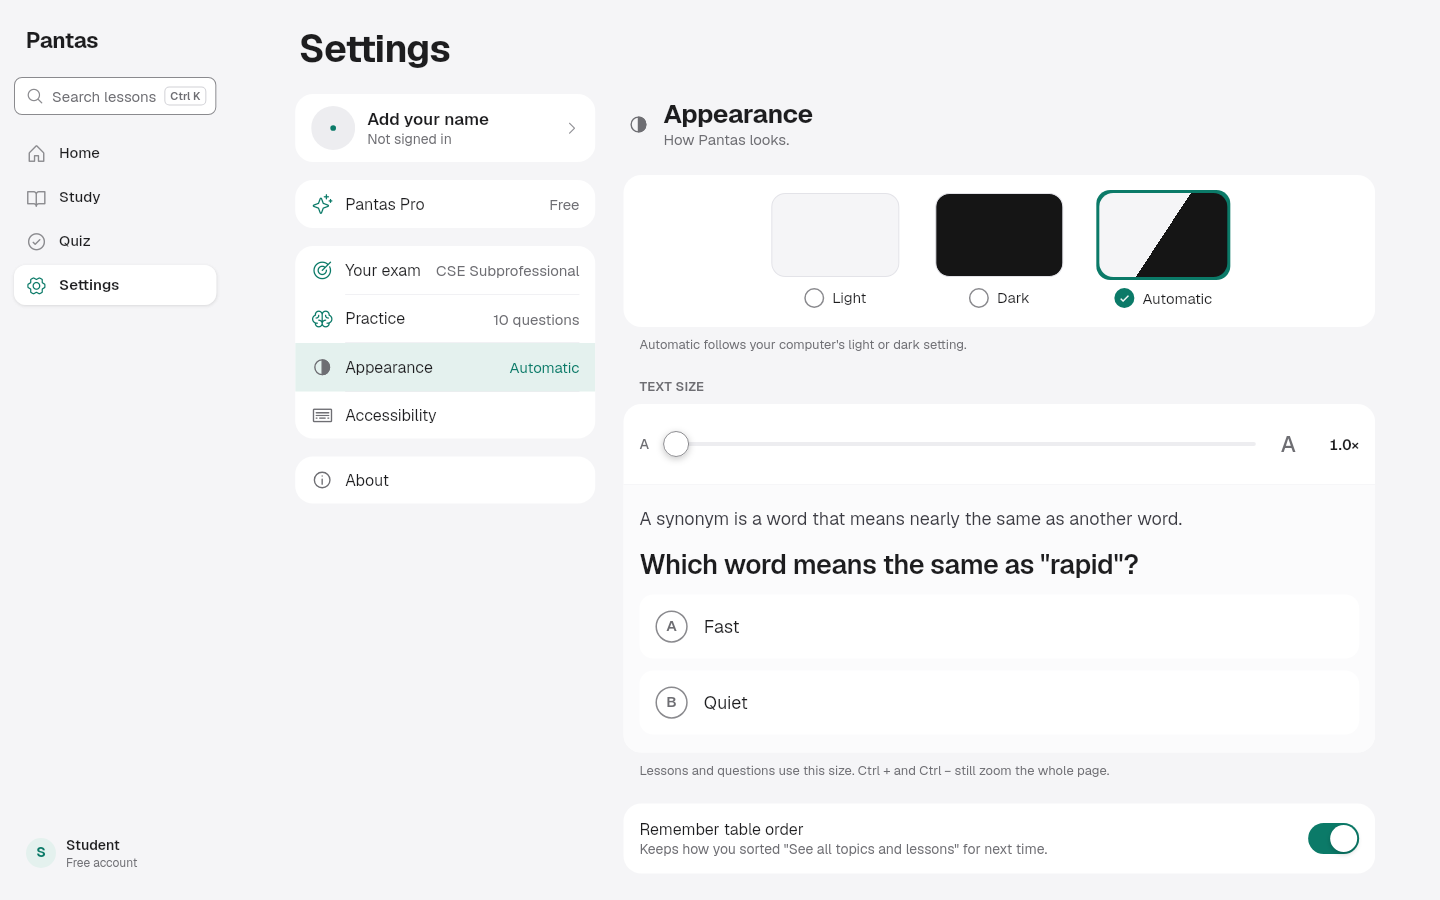 Pantas
Search lessons
Ctrl K
Home
Study
Quiz
Settings
Student
S
Free account
Settings
Add your name
Not signed in
Pantas Pro
Free
Your exam
CSE Subprofessional
Practice
10 questions
Appearance
Automatic
Accessibility
About
Appearance
How Pantas looks.
Light
Dark
Automatic
Automatic follows your computer's light or dark setting.
TEXT SIZE
A
A
1.0×
A synonym is a word that means nearly the same as another word.
Which word means the same as "rapid"?
A
Fast
B
Quiet
Lessons and questions use this size. Ctrl + and Ctrl – still zoom the whole page.
Remember table order
Keeps how you sorted "See all topics and lessons" for next time.